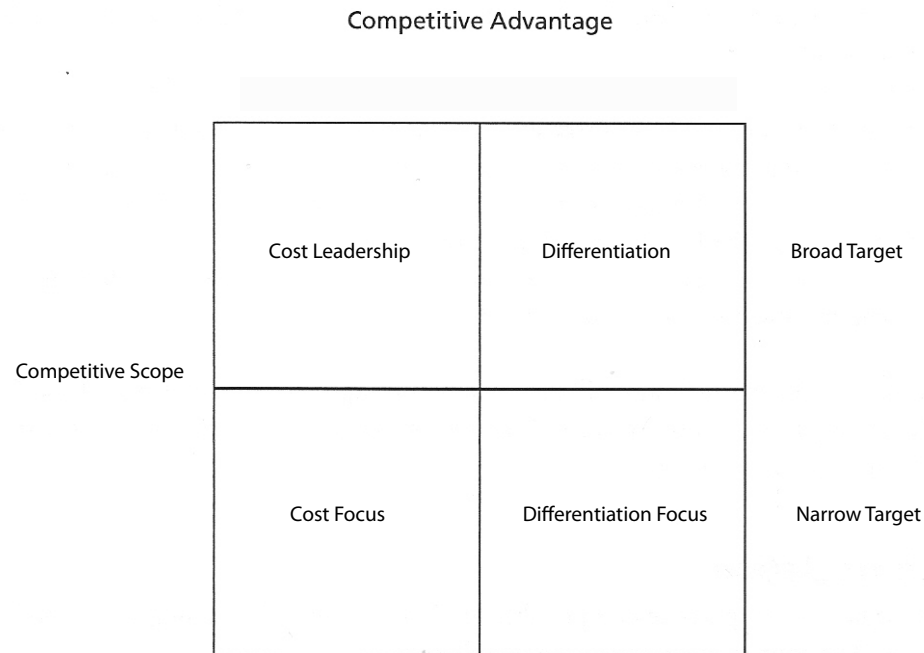 Competitive Advantage
Cost Leadership
Differentiation
Broad Target
Competitive Scope
Cost Focus
Differentiation Focus
Narrow Target